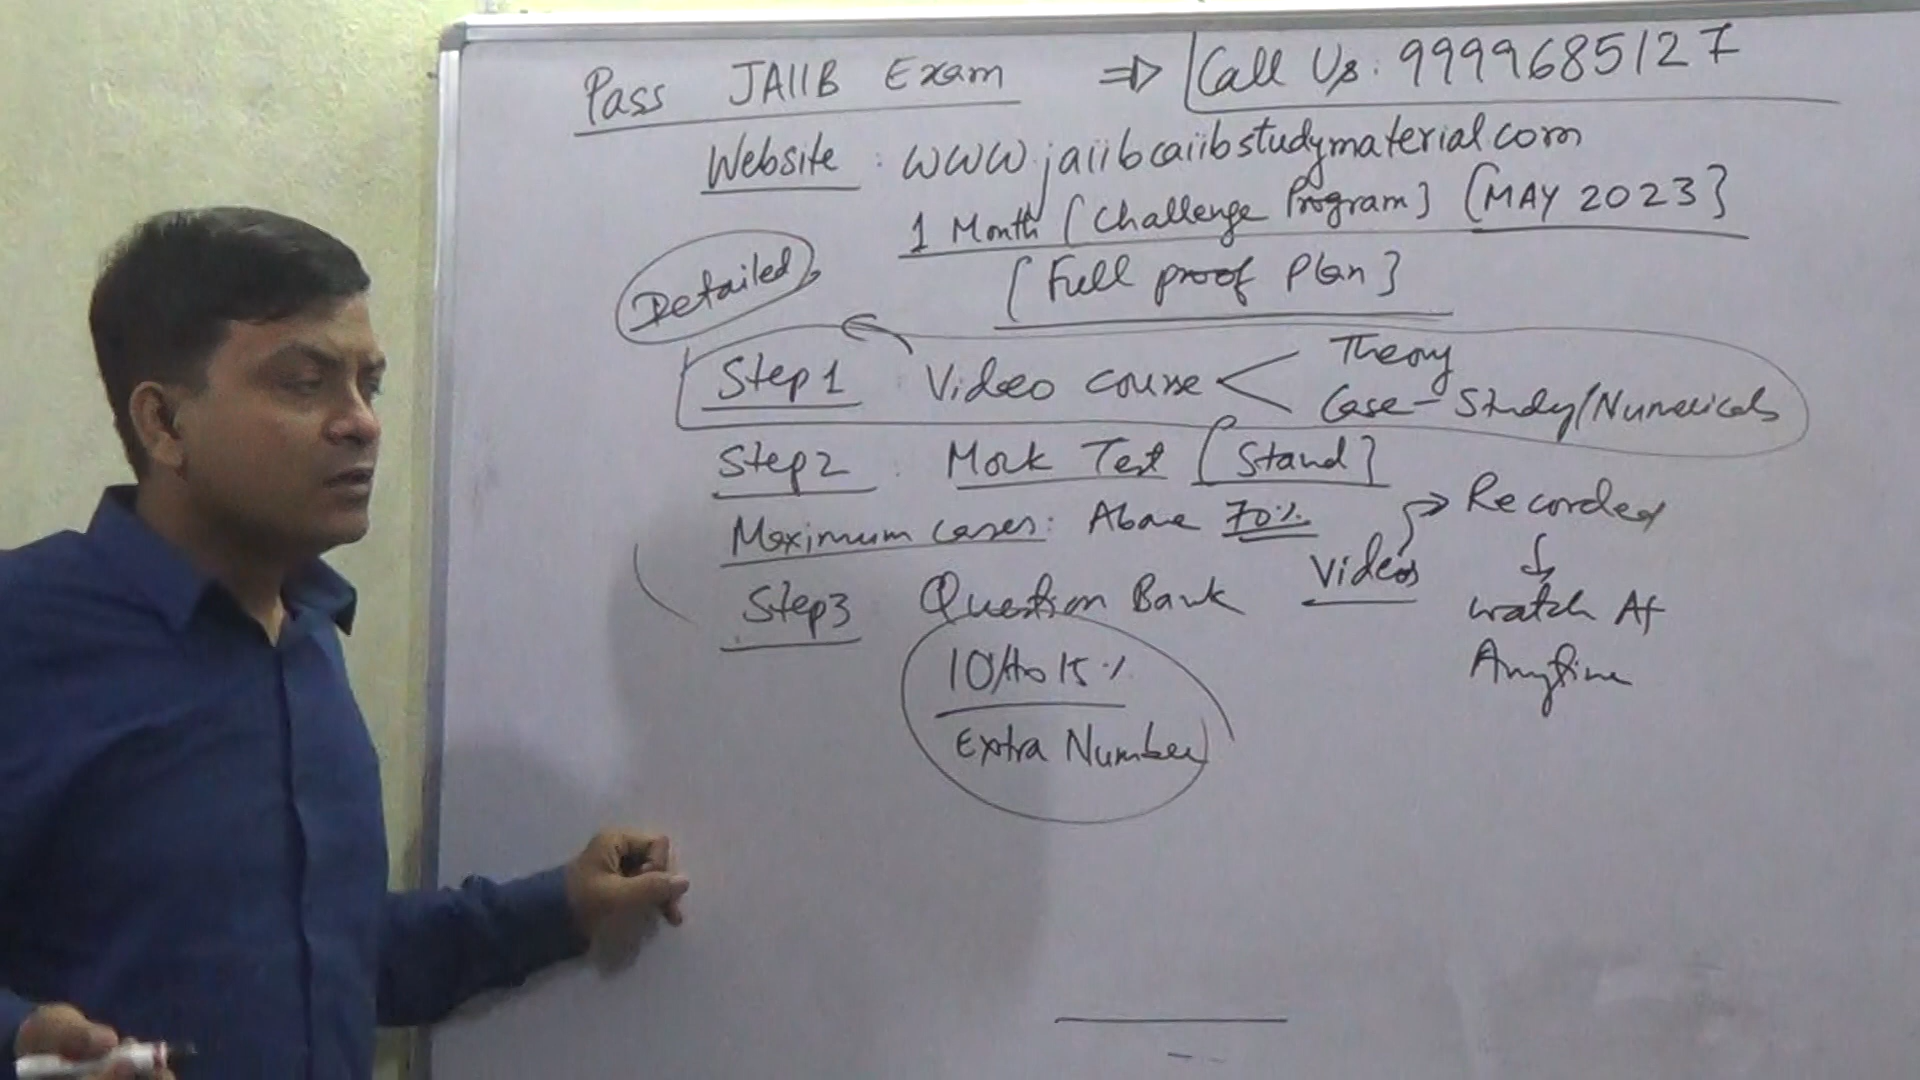 Pass JAIIB Exam ⇒ Call Us: 9999685127
Website: www.jaiibcaiibstudymaterial.com
1 Month [Challenge Program] [MAY 2023]
[Full proof Plan]
Detailed
Step1 Video course < Theory
Case-Study/Numericals
Step2 : Mock Test [Stand]
Maximum cases: Above 70%
Step3 Question Bank
10% to 15%
Extra Number
Videos → Recorded
↓
watch At
Anytime